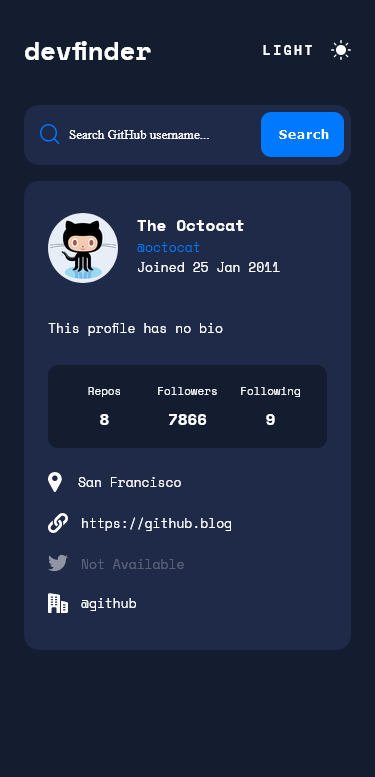 devfinder
LIGHT
Search GitHub username...
Search
The Octocat
@octocat
Joined 25 Jan 2011
This profile has no bio
Repos Followers Following
8 7866 9
San Francisco
https://github.blog
Not Available
@github